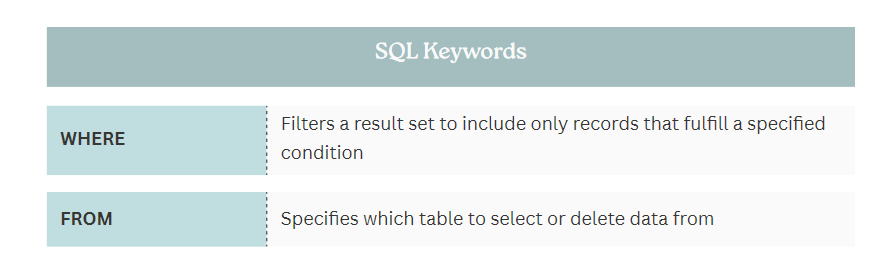 SQL Keywords
WHERE
Filters a result set to include only records that fulfill a specified
condition
FROM
Specifies which table to select or delete data from